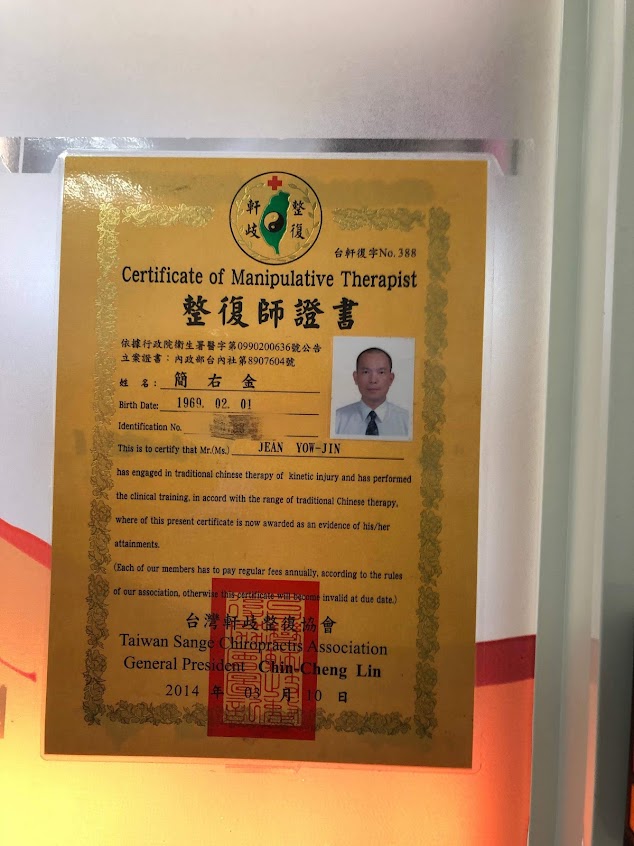 軒岐 整復
台軒復字No. 388
Certificate of Manipulative Therapist
整復師證書
依據行政院衛生署醫字第0990200636號公告
立案證書：內政部台內社第8907604號
姓 名： 簡 右 金
Birth Date: 1969. 02. 01
Identification No.
This is to certify that Mr.(Ms.) JEAN YOW-JIN
has engaged in traditional chinese therapy of kinetic injury and has performed
the clinical training, in accord with the range of traditional Chinese therapy,
where of this present certificate is now awarded as an evidence of his/her
attainments.
(Each of our members has to pay regular fees annually, according to the rules
of our association, otherwise this certificate will become invalid at due date.)
台灣軒歧整復協會
Taiwan Sange Chiropractis Association
General President Chin-Cheng Lin
2014 年 03 月 10 日